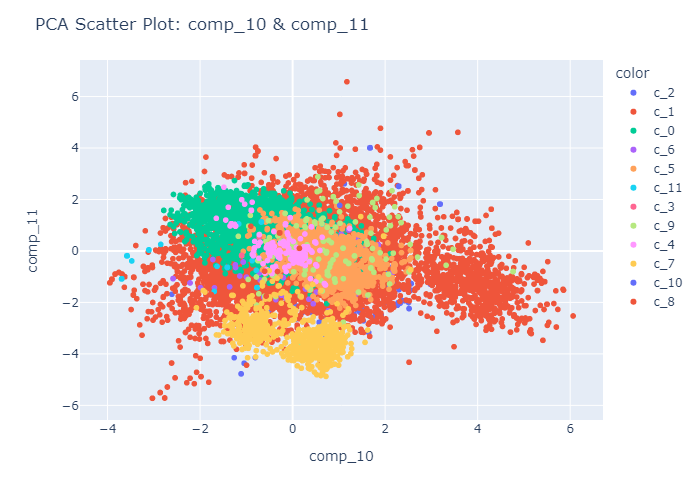 PCA Scatter Plot: comp_10 & comp_11
color
c_2
c_1
c_0
c_6
c_5
c_11
c_3
c_9
c_4
c_7
c_10
c_8
comp_11
6
4
2
0
−2
−4
−6
−4
−2
0
2
4
6
comp_10